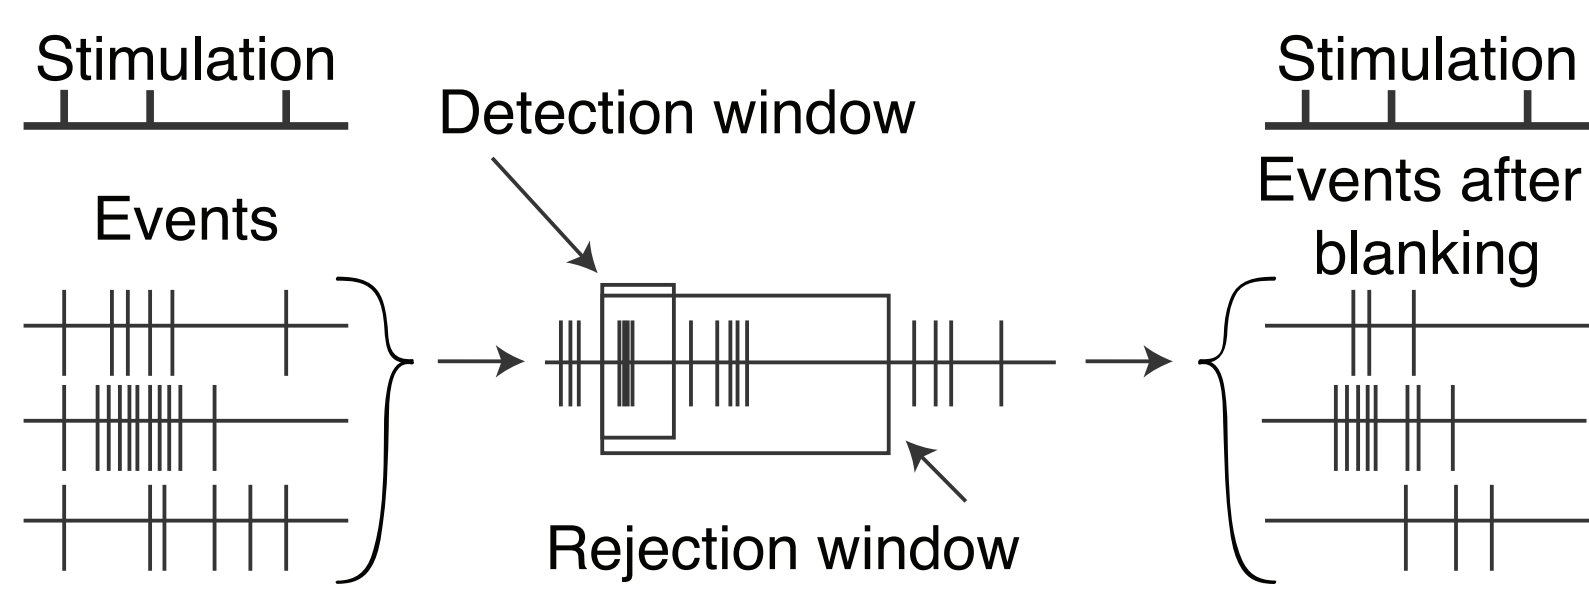 Stimulation
Events
Detection window
Rejection window
Stimulation
Events after
blanking